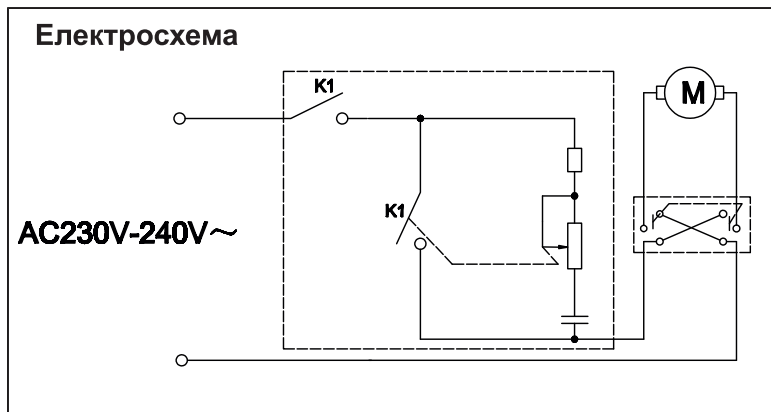 Електросхема
K1
M
K1
AC230V-240V~